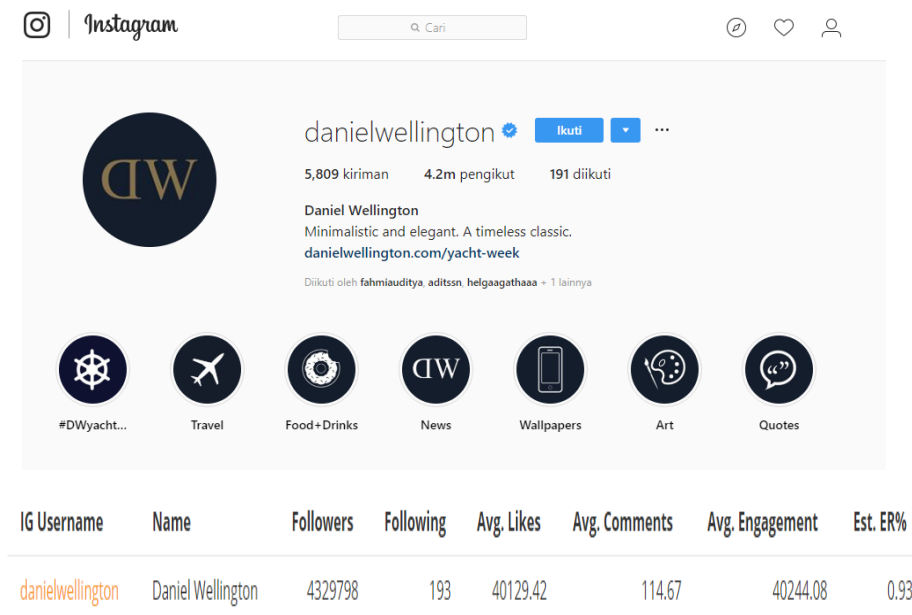 Instagram
Cari
DW
danielwellington Ikuti ...
5,809 kiriman 4.2m pengikut 191 diikuti
Daniel Wellington
Minimalistic and elegant. A timeless classic.
danielwellington.com/yacht-week
Diikuti oleh fahmiauditya, aditssn, helgaagathaaa + 1 lainnya
DW
#DWyacht... Travel Food+Drinks News Wallpapers Art Quotes
IG Username Name Followers Following Avg. Likes Avg. Comments Avg. Engagement Est. ER%
danielwellington Daniel Wellington 4329798 193 40129.42 114.67 40244.08 0.93